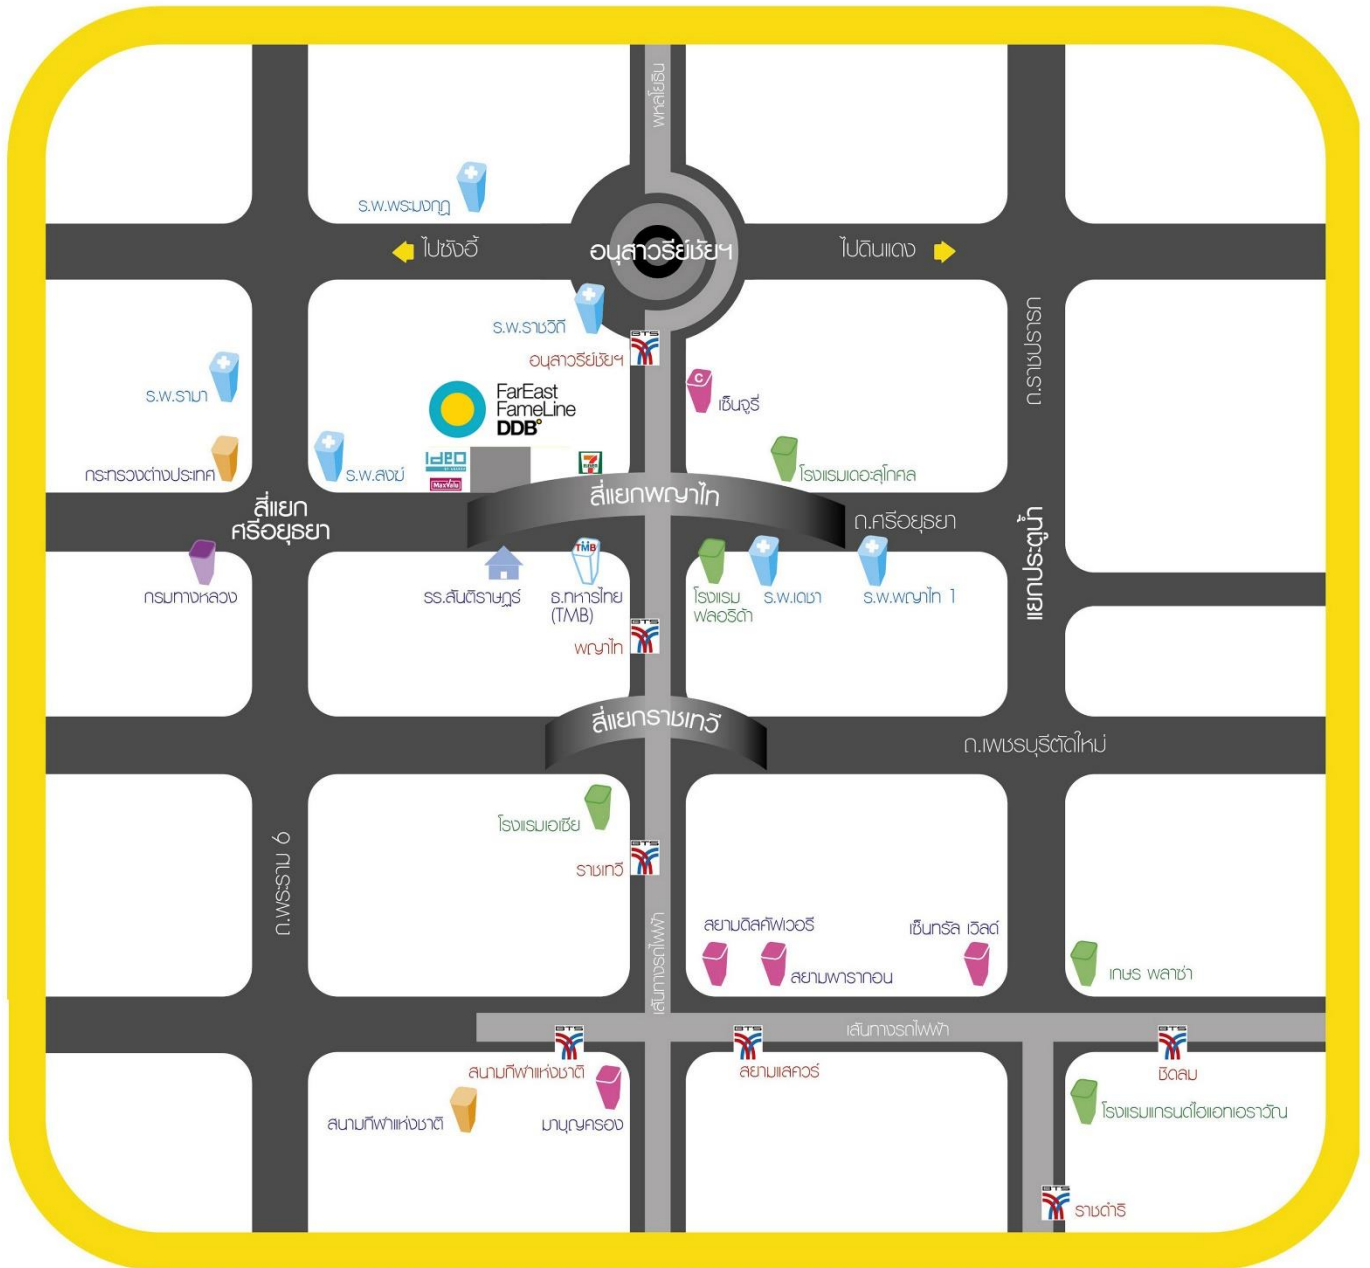 พหลโยธิน
ร.พ.พระมงกุฎ
ไปซังฮี้
อนุสาวรีย์ชัยฯ
ไปดินแดง
ร.พ.ราชวิถี
BTS
อนุสาวรีย์ชัยฯ
ถ.ราชปรารภ
ร.พ.รามา
FarEast
FameLine
DDB
C
เซ็นจูรี่
กระทรวงต่างประเทศ
ร.พ.สงฆ์
ideo
MaxValu
7
ELEVEN
โรงแรมเดอะสุโกศล
สี่แยก
ศรีอยุธยา
สี่แยกพญาไท
ถ.ศรีอยุธยา
แยกประตูน้ำ
กรมทางหลวง
รร.สันติราษฎร์
TMB
ธ.ทหารไทย
(TMB)
โรงแรม
ฟลอริด้า
ร.พ.เดชา
ร.พ.พญาไท 1
BTS
พญาไท
สี่แยกราชเทวี
ถ.เพชรบุรีตัดใหม่
โรงแรมเอเชีย
BTS
ราชเทวี
ถ.พระราม 6
เส้นทางรถไฟฟ้า
สยามดิสคัฟเวอรี
สยามพารากอน
เซ็นทรัล เวิลด์
เกษร พลาซ่า
เส้นทางรถไฟฟ้า
BTS
สนามกีฬาแห่งชาติ
BTS
สยามแสควร์
BTS
ชิดลม
สนามกีฬาแห่งชาติ
มาบุญครอง
โรงแรมแกรนด์ไฮแอทเอราวัณ
BTS
ราชดำริ